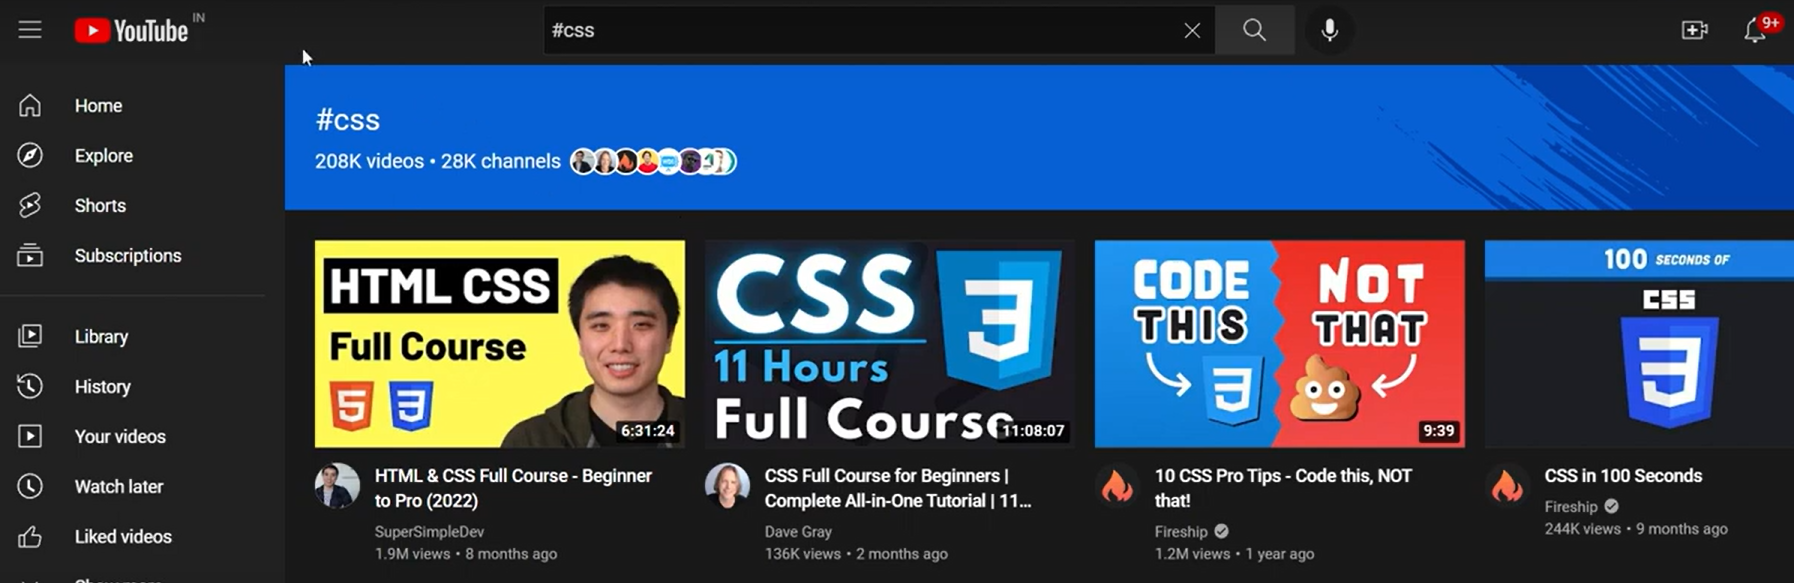 YouTube IN
#css
9+
Home
Explore
Shorts
Subscriptions
Library
History
Your videos
Watch later
Liked videos
#css
208K videos • 28K channels
HTML CSS
Full Course
5 3
6:31:24
HTML & CSS Full Course - Beginner
to Pro (2022)
SuperSimpleDev
1.9M views • 8 months ago
CSS
3
11 Hours
Full Course
11:08:07
CSS Full Course for Beginners |
Complete All-in-One Tutorial | 11...
Dave Gray
136K views • 2 months ago
CODE
THIS
NOT
THAT
3
9:39
10 CSS Pro Tips - Code this, NOT
that!
Fireship
1.2M views • 1 year ago
100 SECONDS OF
CSS
3
CSS in 100 Seconds
Fireship
244K views • 9 months ago